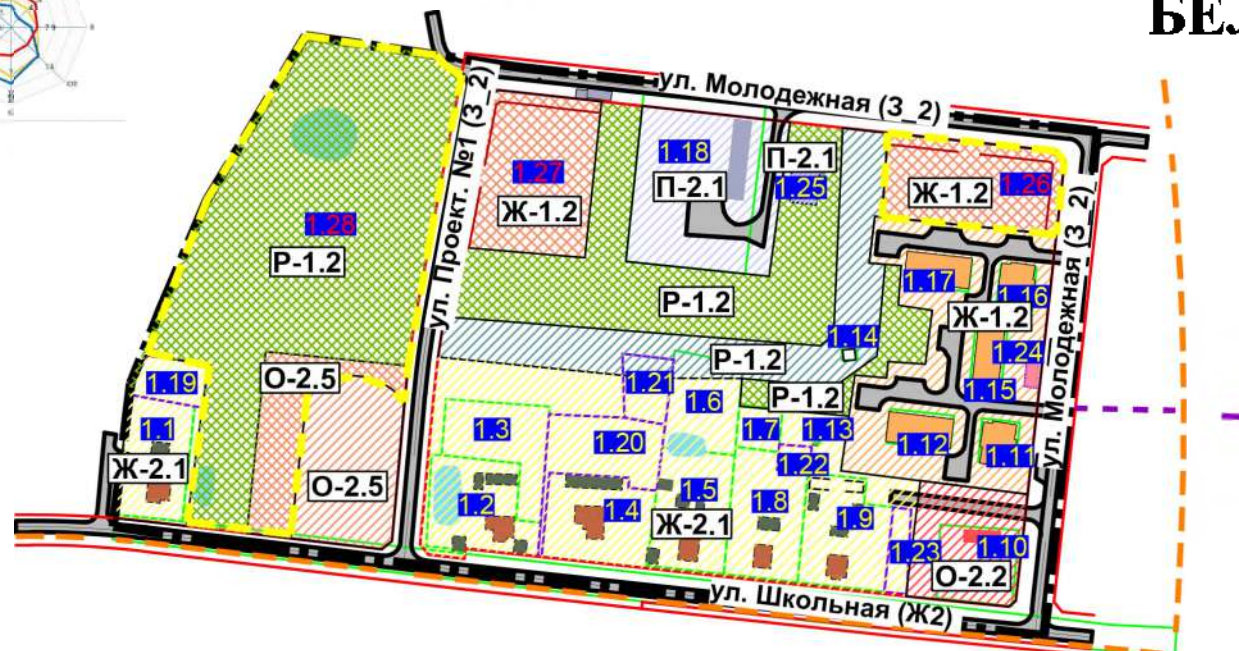 БЕЛ
ул. Молодежная (З_2)
ул. Проект. №1 (З_2)
1.18
П-2.1
П-2.1
1.25
1.27
Ж-1.2
Ж-1.2
1.26
1.28
Р-1.2
ул. Молодежная (З_2)
1.17
1.16
Р-1.2
Ж-1.2
1.14
1.24
Р-1.2
1.15
1.19
О-2.5
1.21
1.6
Р-1.2
1.1
1.3
1.20
1.7
1.13
1.12
1.11
Ж-2.1
О-2.5
1.22
1.2
1.4
1.5
1.8
1.9
Ж-2.1
1.23
1.10
О-2.2
ул. Школьная (Ж2)